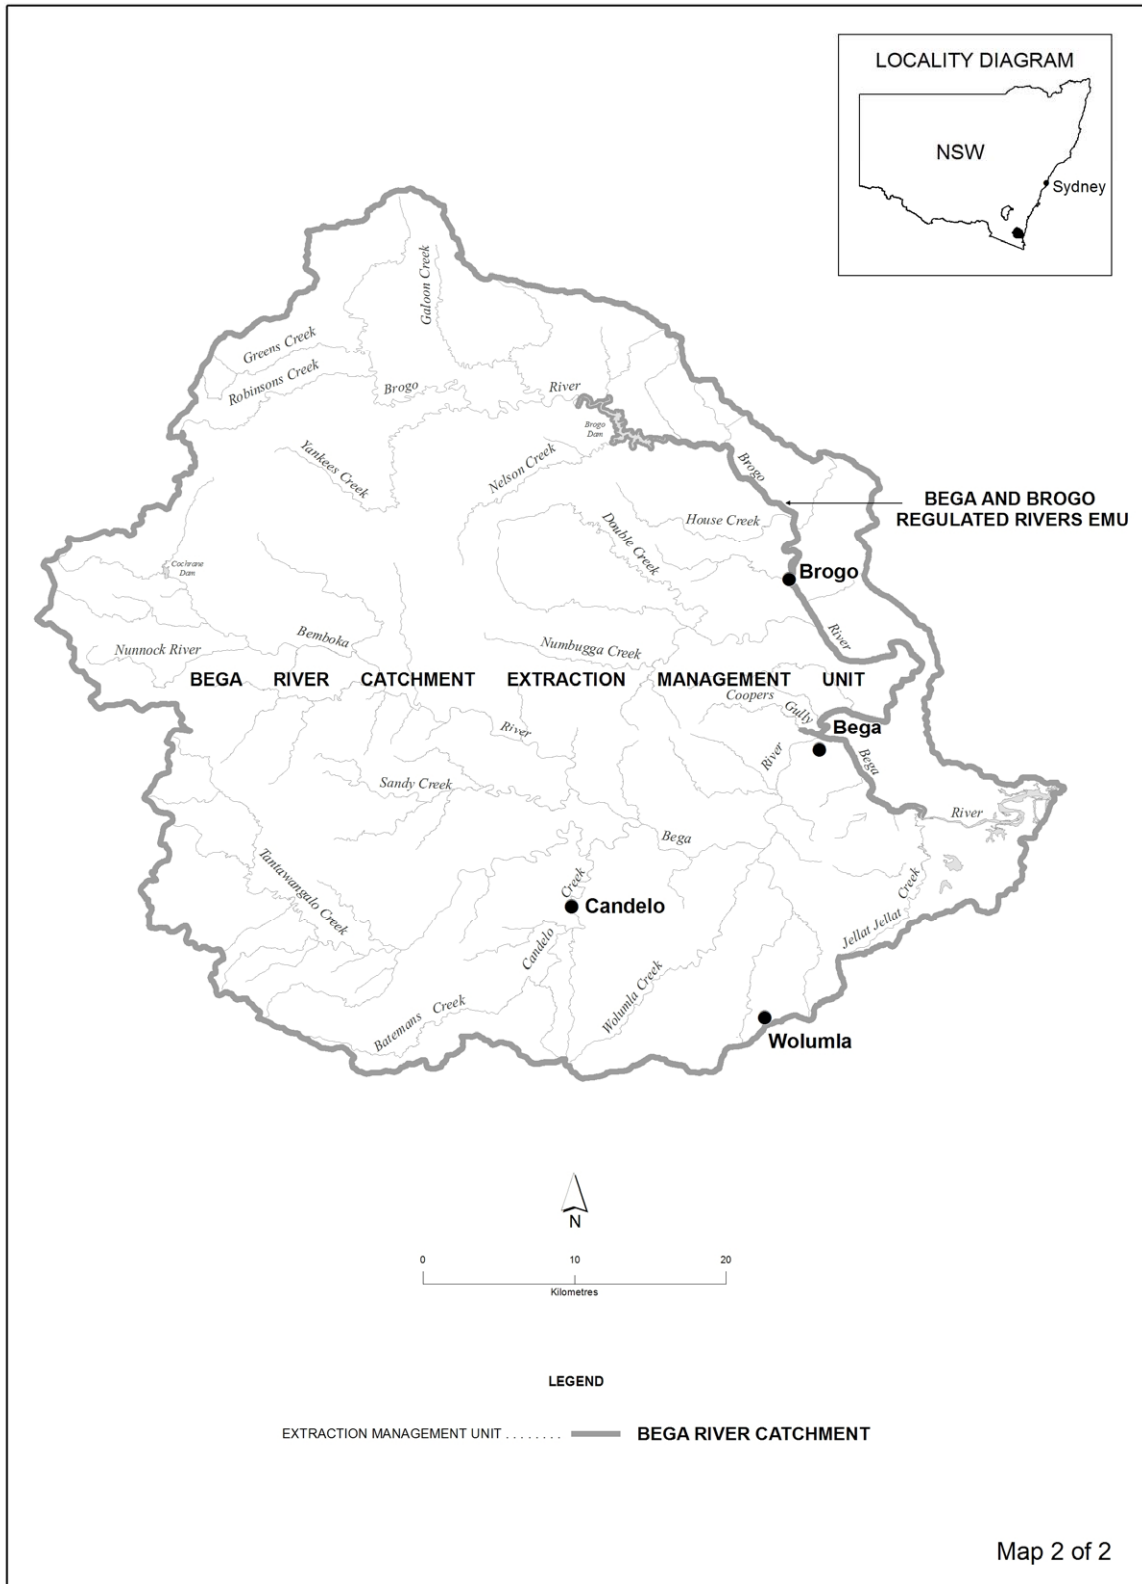 LOCALITY DIAGRAM
NSW
Sydney
Galoon Creek
Greens Creek
Robinsons Creek
Brogo
River
Brogo
Dam
Yankees Creek
Nelson Creek
Brogo
BEGA AND BROGO
REGULATED RIVERS EMU
House Creek
Double Creek
Cochrane
Dam
Brogo
River
Nunnock River
Bemboka
Numbugga Creek
BEGA RIVER CATCHMENT EXTRACTION MANAGEMENT UNIT
Coopers
Gully
River
Bega
River
Bega
Sandy Creek
River
Bega
Tantawangalo Creek
Creek
Candelo
Candelo
Jellat Jellat Creek
Wolumla Creek
Batemans Creek
Wolumla
N
0 10 20
Kilometres
LEGEND
EXTRACTION MANAGEMENT UNIT ........ BEGA RIVER CATCHMENT
Map 2 of 2